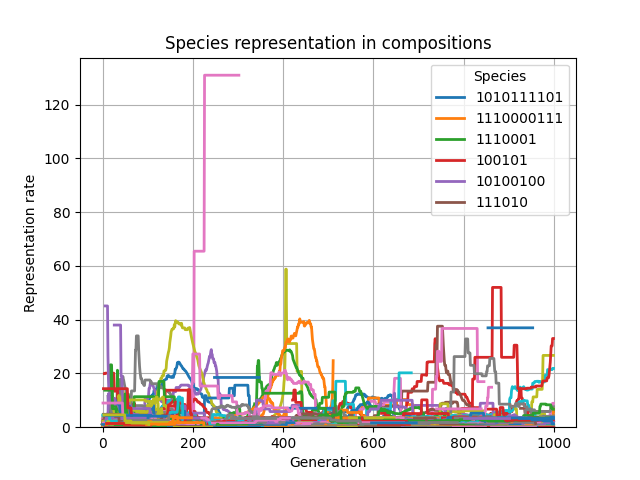 Species representation in compositions
Species
1010111101
1110000111
1110001
100101
10100100
111010
Representation rate
120
100
80
60
40
20
0
0 200 400 600 800 1000
Generation